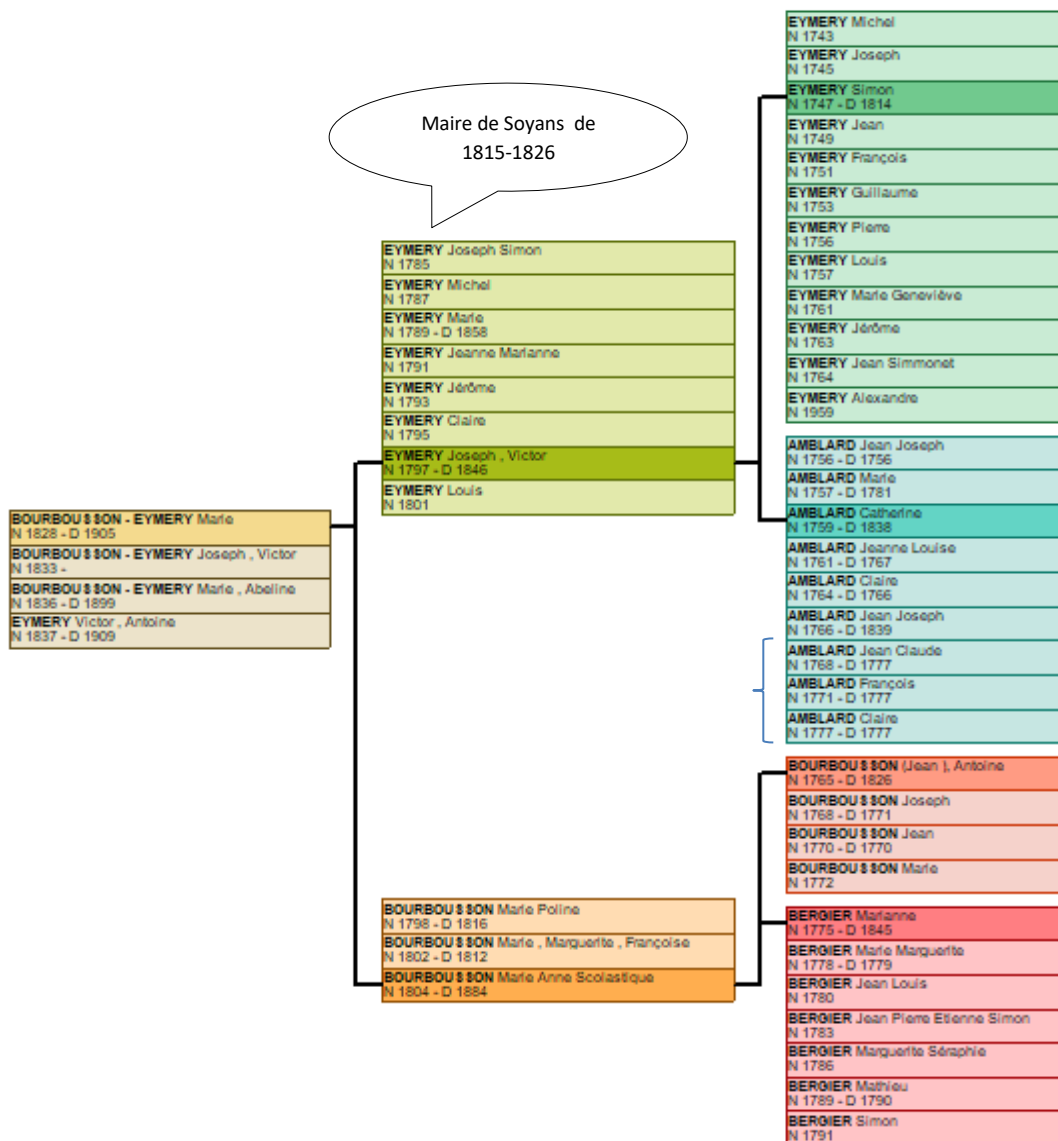 Maire de Soyans de
1815-1826
BOURBOUSSON - EYMERY Marie
N 1828 - D 1905
BOURBOUSSON - EYMERY Joseph , Victor
N 1833 -
BOURBOUSSON - EYMERY Marie , Abeline
N 1836 - D 1899
EYMERY Victor , Antoine
N 1837 - D 1909
EYMERY Joseph Simon
N 1785
EYMERY Michel
N 1787
EYMERY Marie
N 1789 - D 1858
EYMERY Jeanne Marianne
N 1791
EYMERY Jérôme
N 1793
EYMERY Claire
N 1795
EYMERY Joseph , Victor
N 1797 - D 1846
EYMERY Louis
N 1801
BOURBOUSSON Marie Poline
N 1798 - D 1816
BOURBOUSSON Marie , Marguerite , Françoise
N 1802 - D 1812
BOURBOUSSON Marie Anne Scolastique
N 1804 - D 1884
EYMERY Michel
N 1743
EYMERY Joseph
N 1745
EYMERY Simon
N 1747 - D 1814
EYMERY Jean
N 1749
EYMERY François
N 1751
EYMERY Guillaume
N 1753
EYMERY Pierre
N 1756
EYMERY Louis
N 1757
EYMERY Marie Geneviève
N 1761
EYMERY Jérôme
N 1763
EYMERY Jean Simmonet
N 1764
EYMERY Alexandre
N 1959
AMBLARD Jean Joseph
N 1756 - D 1756
AMBLARD Marie
N 1757 - D 1781
AMBLARD Catherine
N 1759 - D 1838
AMBLARD Jeanne Louise
N 1761 - D 1767
AMBLARD Claire
N 1764 - D 1766
AMBLARD Jean Joseph
N 1766 - D 1839
AMBLARD Jean Claude
N 1768 - D 1777
AMBLARD François
N 1771 - D 1777
AMBLARD Claire
N 1777 - D 1777
BOURBOUSSON (Jean ), Antoine
N 1765 - D 1826
BOURBOUSSON Joseph
N 1768 - D 1771
BOURBOUSSON Jean
N 1770 - D 1770
BOURBOUSSON Marie
N 1772
BERGIER Marianne
N 1775 - D 1845
BERGIER Marie Marguerite
N 1778 - D 1779
BERGIER Jean Louis
N 1780
BERGIER Jean Pierre Etienne Simon
N 1783
BERGIER Marguerite Séraphie
N 1786
BERGIER Mathieu
N 1789 - D 1790
BERGIER Simon
N 1791